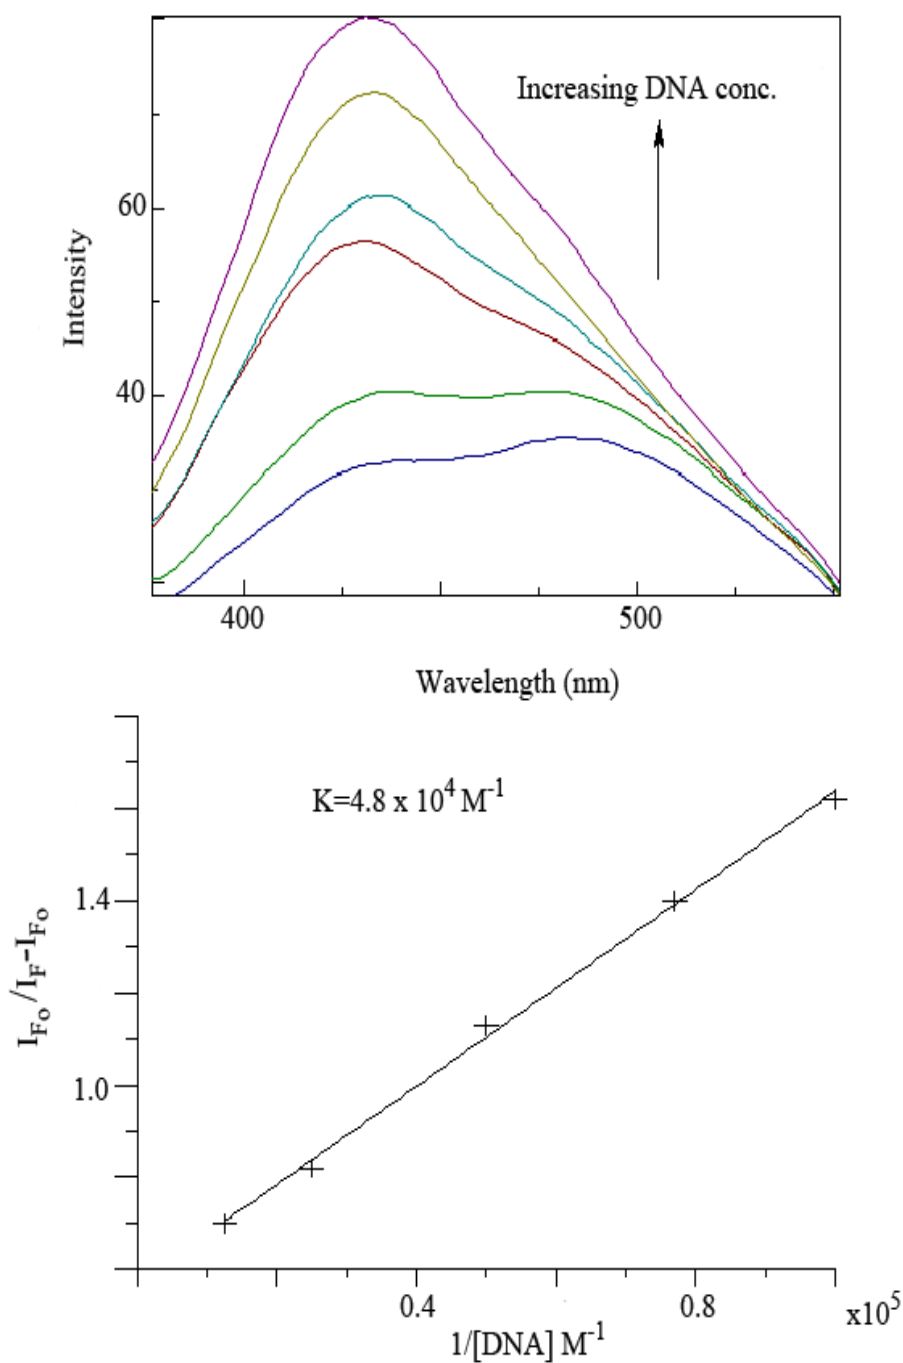 Increasing DNA conc.
60
40
Intensity
400
500
Wavelength (nm)
K=4.8 x 10⁴ M⁻¹
1.4
1.0
I_Fo /I_F-I_Fo
0.4
0.8
x10⁵
1/[DNA] M⁻¹